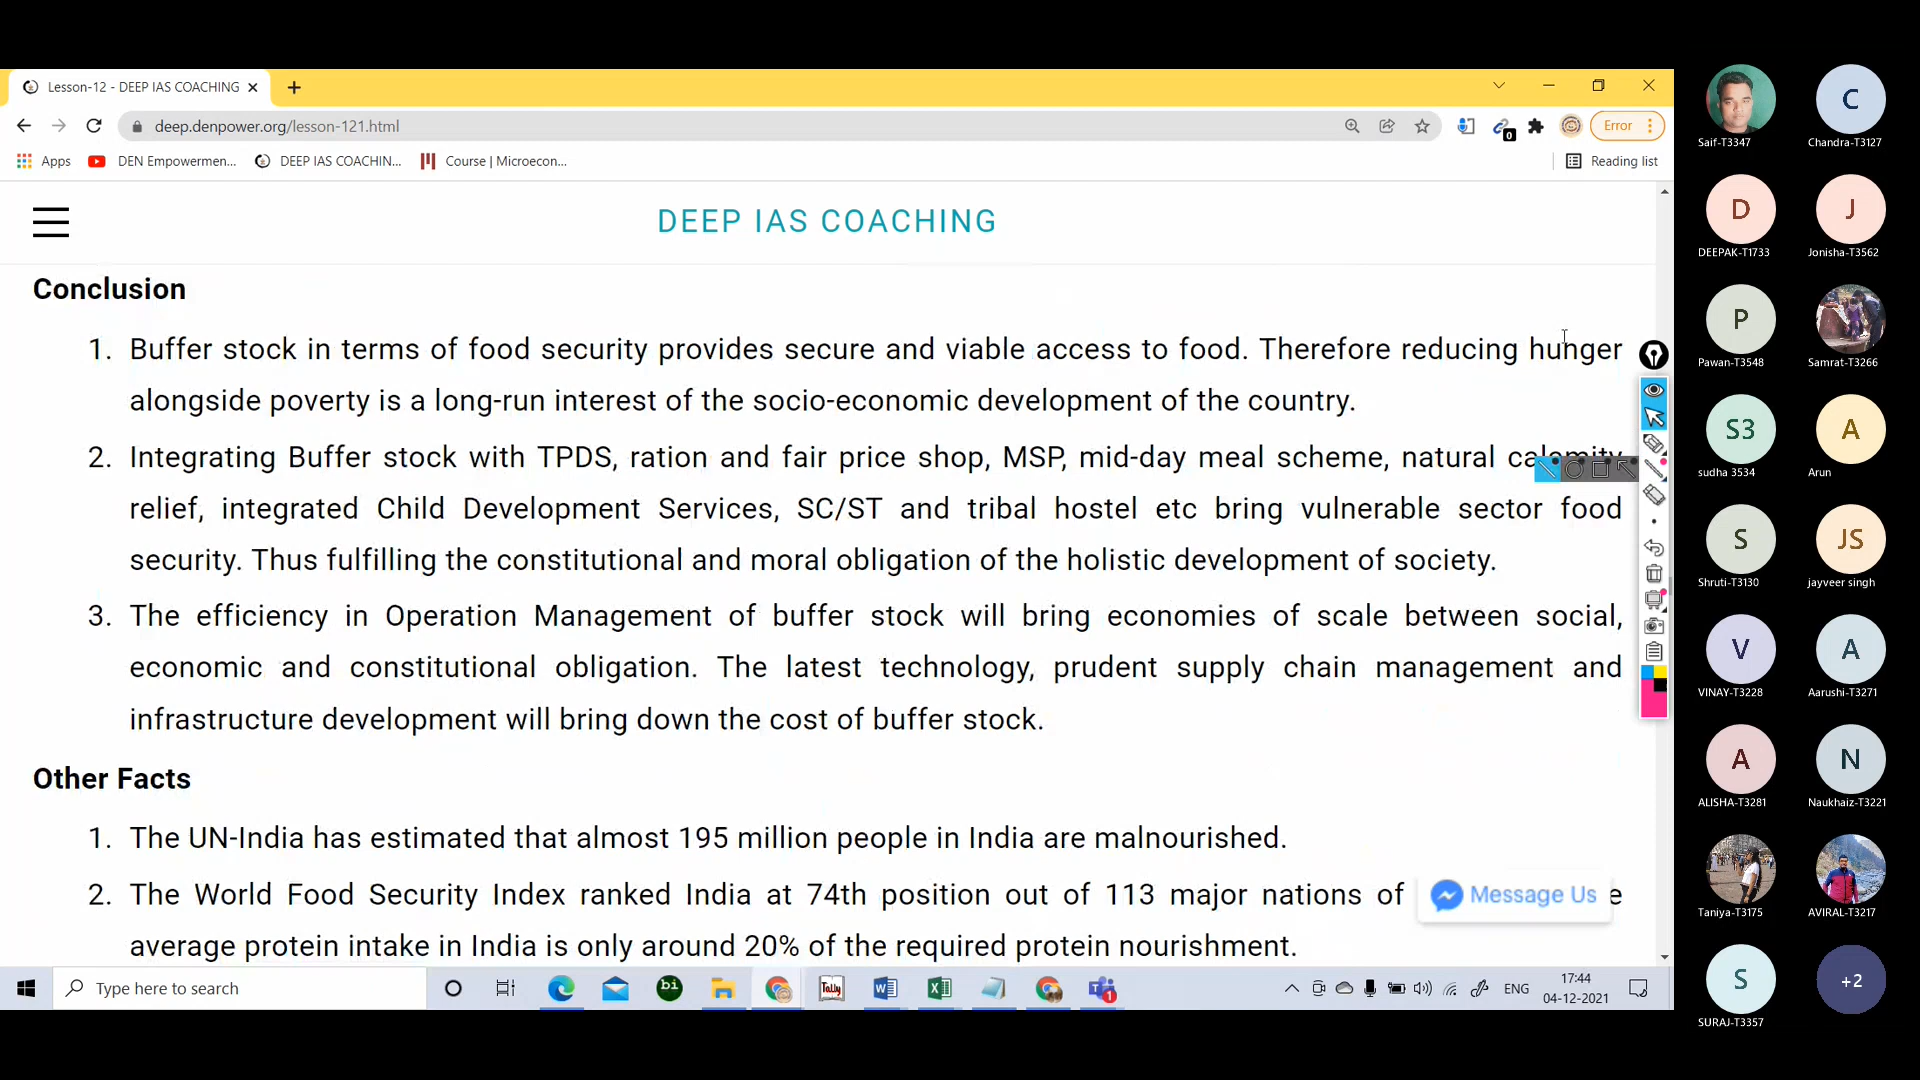 Lesson-12 - DEEP IAS COACHING
deep.denpower.org/lesson-121.html
Error
Apps
DEN Empowermen...
DEEP IAS COACHIN...
Course | Microecon...
Reading list
DEEP IAS COACHING
Conclusion
1. Buffer stock in terms of food security provides secure and viable access to food. Therefore reducing hunger
alongside poverty is a long-run interest of the socio-economic development of the country.
2. Integrating Buffer stock with TPDS, ration and fair price shop, MSP, mid-day meal scheme, natural calamity
relief, integrated Child Development Services, SC/ST and tribal hostel etc bring vulnerable sector food
security. Thus fulfilling the constitutional and moral obligation of the holistic development of society.
3. The efficiency in Operation Management of buffer stock will bring economies of scale between social,
economic and constitutional obligation. The latest technology, prudent supply chain management and
infrastructure development will bring down the cost of buffer stock.
Other Facts
1. The UN-India has estimated that almost 195 million people in India are malnourished.
2. The World Food Security Index ranked India at 74th position out of 113 major nations of
Message Us
average protein intake in India is only around 20% of the required protein nourishment.
Type here to search
bi
Tally
1
ENG
17:44
04-12-2021
Saif-T3347
C
Chandra-T3127
D
DEEPAK-T1733
J
Jonisha-T3562
P
Pawan-T3548
Samrat-T3266
S3
sudha 3534
A
Arun
S
Shruti-T3130
JS
jayveer singh
V
VINAY-T3228
A
Aarushi-T3271
A
ALISHA-T3281
N
Naukhaiz-T3221
Taniya-T3175
AVIRAL-T3217
S
SURAJ-T3357
+2